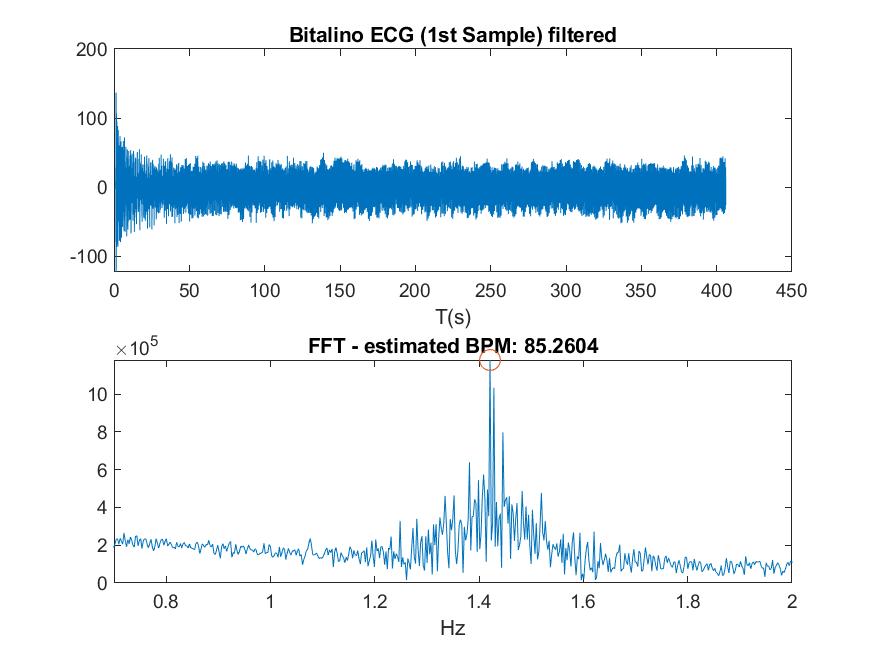 Bitalino ECG (1st Sample) filtered
200
100
0
-100
0 50 100 150 200 250 300 350 400 450
T(s)
×10^5
FFT - estimated BPM: 85.2604
10
8
6
4
2
0
0.8 1 1.2 1.4 1.6 1.8 2
Hz